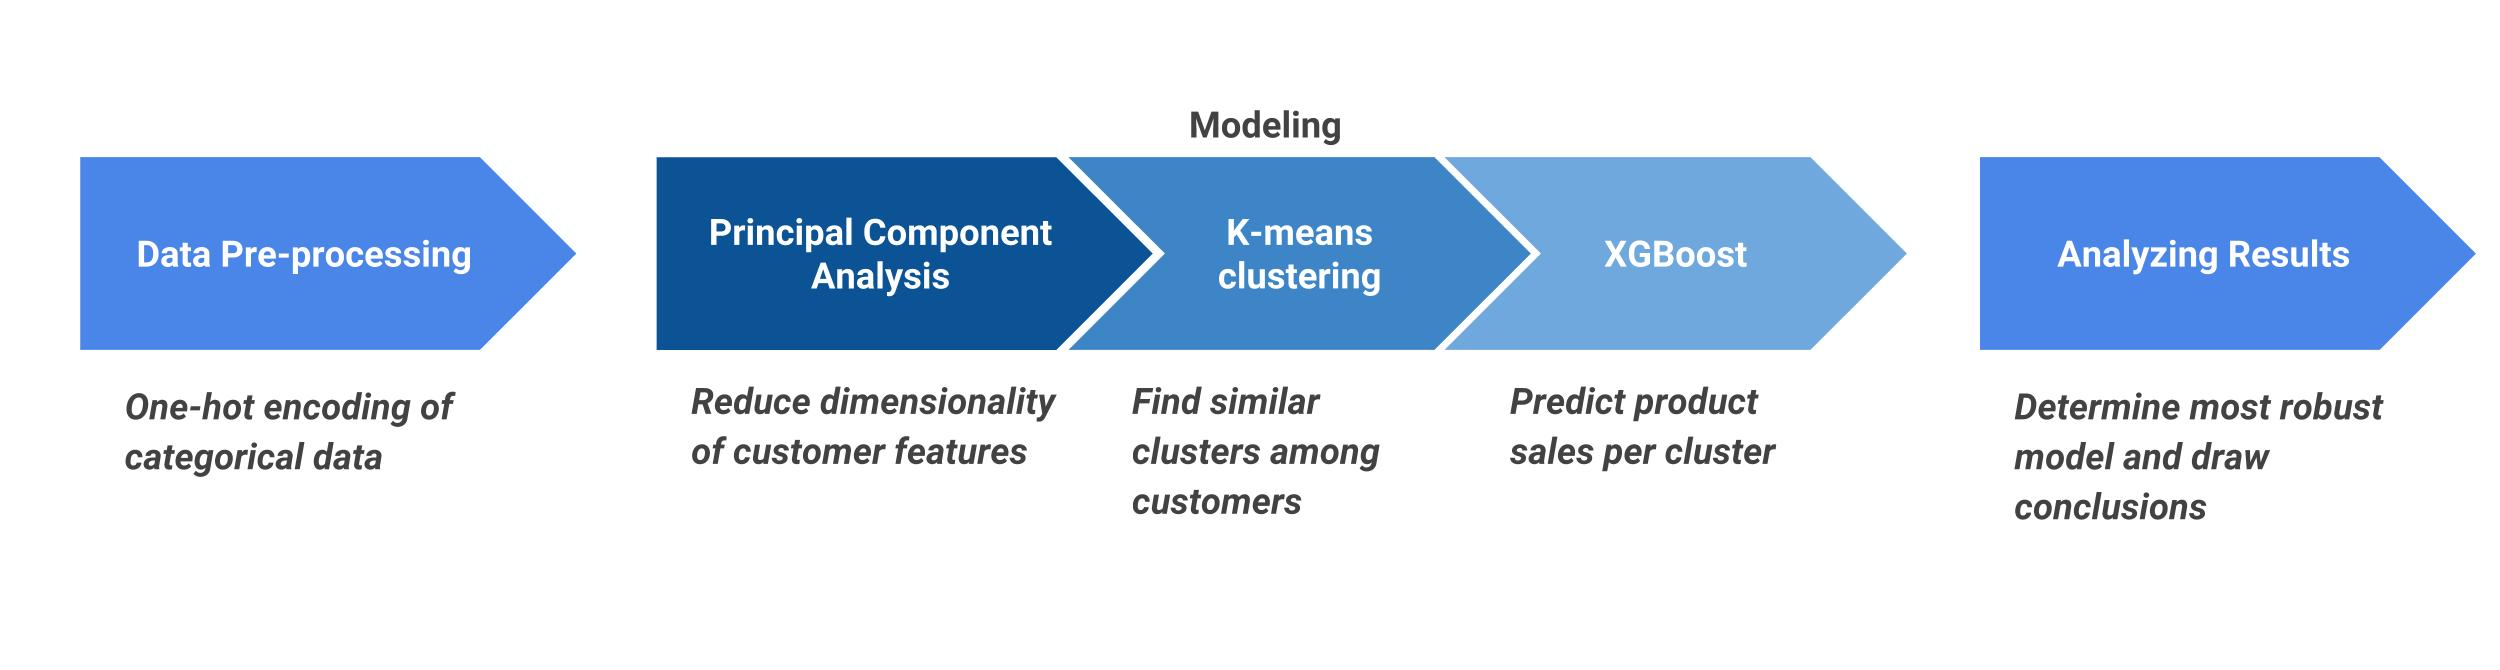 Modeling
Data Pre-processing
Principal Component
Analysis
K-means
clustering
XGBoost
Analyzing Results
One-hot encoding of
categorical data
Reduce dimensionality
of customer features
Find similar
clusters among
customers
Predict product
sales per cluster
Determine most robust
model and draw
conclusions